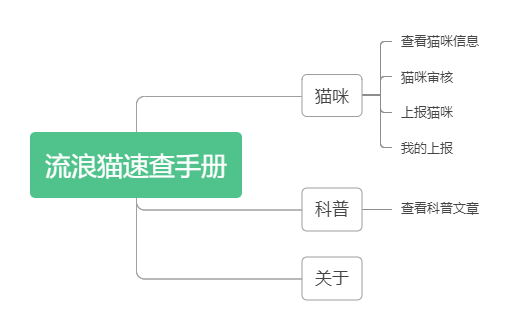 流浪猫速查手册
猫咪
查看猫咪信息
猫咪审核
上报猫咪
我的上报
科普
查看科普文章
关于